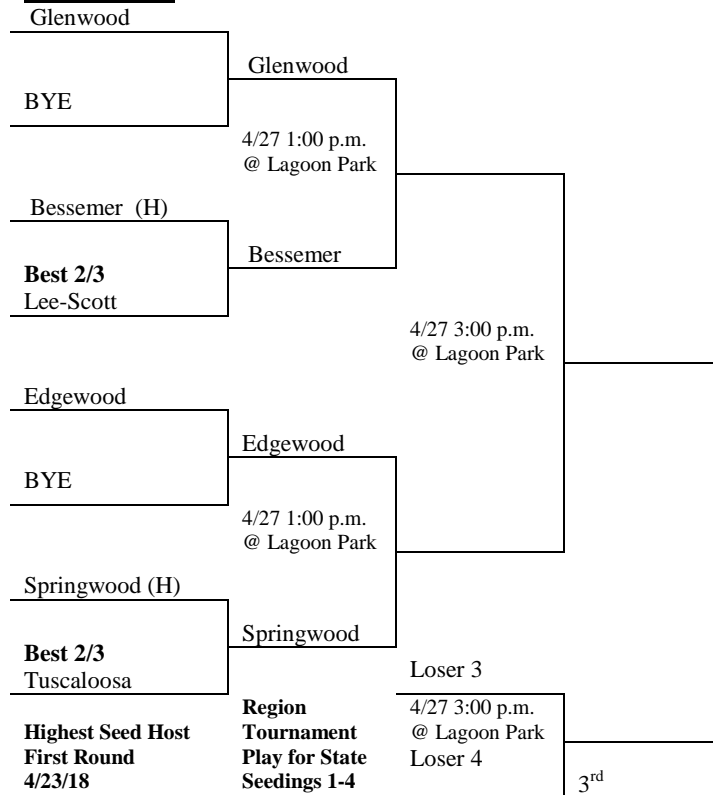 Glenwood
Glenwood
BYE
4/27 1:00 p.m.
@ Lagoon Park
Bessemer (H)
Bessemer
Best 2/3
Lee-Scott
4/27 3:00 p.m.
@ Lagoon Park
Edgewood
Edgewood
BYE
4/27 1:00 p.m.
@ Lagoon Park
Springwood (H)
Springwood
Best 2/3
Tuscaloosa
Loser 3
4/27 3:00 p.m.
@ Lagoon Park
Loser 4
Highest Seed Host
First Round
4/23/18
Region
Tournament
Play for State
Seedings 1-4
3rd